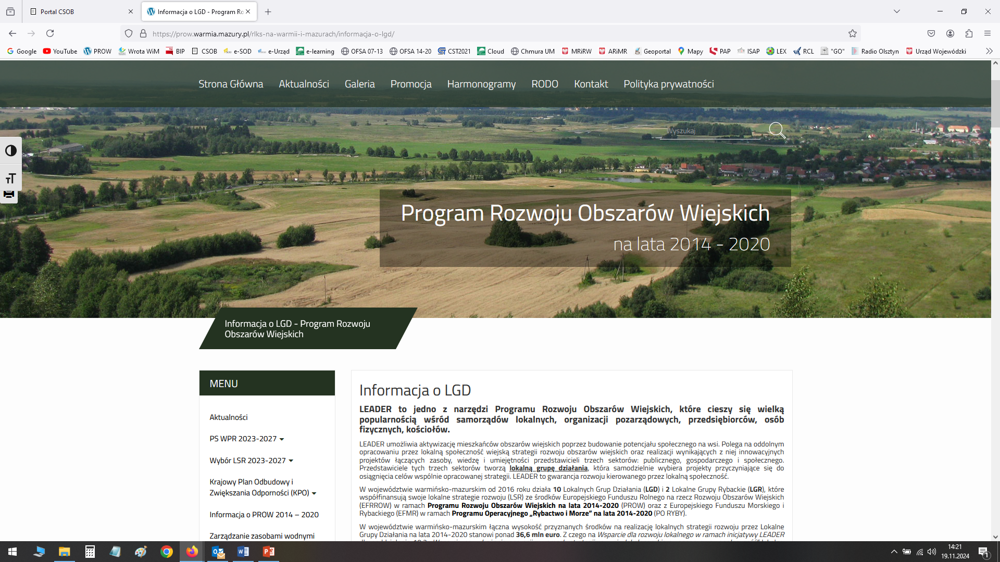 Portal CSOB
Informacja o LGD - Program Ro
https://prow.warmia.mazury.pl/rlks-na-warmii-i-mazurach/informacja-o-lgd/
Google YouTube PROW Wrota WiM BIP CSOB e-SOD e-Urząd e-learning OFSA 07-13 OFSA 14-20 CST2021 Cloud Chmura UM MRiRW ARiMR Geoportal Mapy PAP ISAP LEX RCL "GO" Radio Olsztyn Urząd Wojewódzki
Strona Główna Aktualności Galeria Promocja Harmonogramy RODO Kontakt Polityka prywatności
Wyszukaj
Program Rozwoju Obszarów Wiejskich
na lata 2014 - 2020
Informacja o LGD - Program Rozwoju
Obszarów Wiejskich
MENU
Aktualności
PS WPR 2023-2027
Wybór LSR 2023-2027
Krajowy Plan Odbudowy i
Zwiększania Odporności (KPO)
Informacja o PROW 2014 – 2020
Zarządzanie zasobami wodnymi
Informacja o LGD
LEADER to jedno z narzędzi Programu Rozwoju Obszarów Wiejskich, które cieszy się wielką
popularnością wśród samorządów lokalnych, organizacji pozarządowych, przedsiębiorców, osób
fizycznych, kościołów.
LEADER umożliwia aktywizację mieszkańców obszarów wiejskich poprzez budowanie potencjału społecznego na wsi. Polega na oddolnym
opracowaniu przez lokalną społeczność wiejską strategii rozwoju obszarów wiejskich oraz realizacji wynikających z niej innowacyjnych
projektów łączących zasoby, wiedzę i umiejętności przedstawicieli trzech sektorów: publicznego, gospodarczego i społecznego.
Przedstawiciele tych trzech sektorów tworzą lokalną grupę działania, która samodzielnie wybiera projekty przyczyniające się do
osiągnięcia celów wspólnie opracowanej strategii. LEADER to gwarancja rozwoju kierowanego przez lokalną społeczność.
W województwie warmińsko-mazurskim od 2016 roku działa 10 Lokalnych Grup Działania (LGD) i 2 Lokalne Grupy Rybackie (LGR), które
współfinansują swoje lokalne strategie rozwoju (LSR) ze środków Europejskiego Funduszu Rolnego na rzecz Rozwoju Obszarów Wiejskich
(EFRROW) w ramach Programu Rozwoju Obszarów Wiejskich na lata 2014-2020 (PROW) oraz z Europejskiego Funduszu Morskiego i
Rybackiego (EFMR) w ramach Programu Operacyjnego „Rybactwo i Morze” na lata 2014-2020 (PO RYBY).
W województwie warmińsko-mazurskim łączna wysokość przyznanych środków na realizację lokalnych strategii rozwoju przez Lokalne
Grupy Działania na lata 2014-2020 stanowi ponad 36,6 mln euro. Z czego na Wsparcie dla rozwoju lokalnego w ramach inicjatywy LEADER
14:21
19.11.2024
1